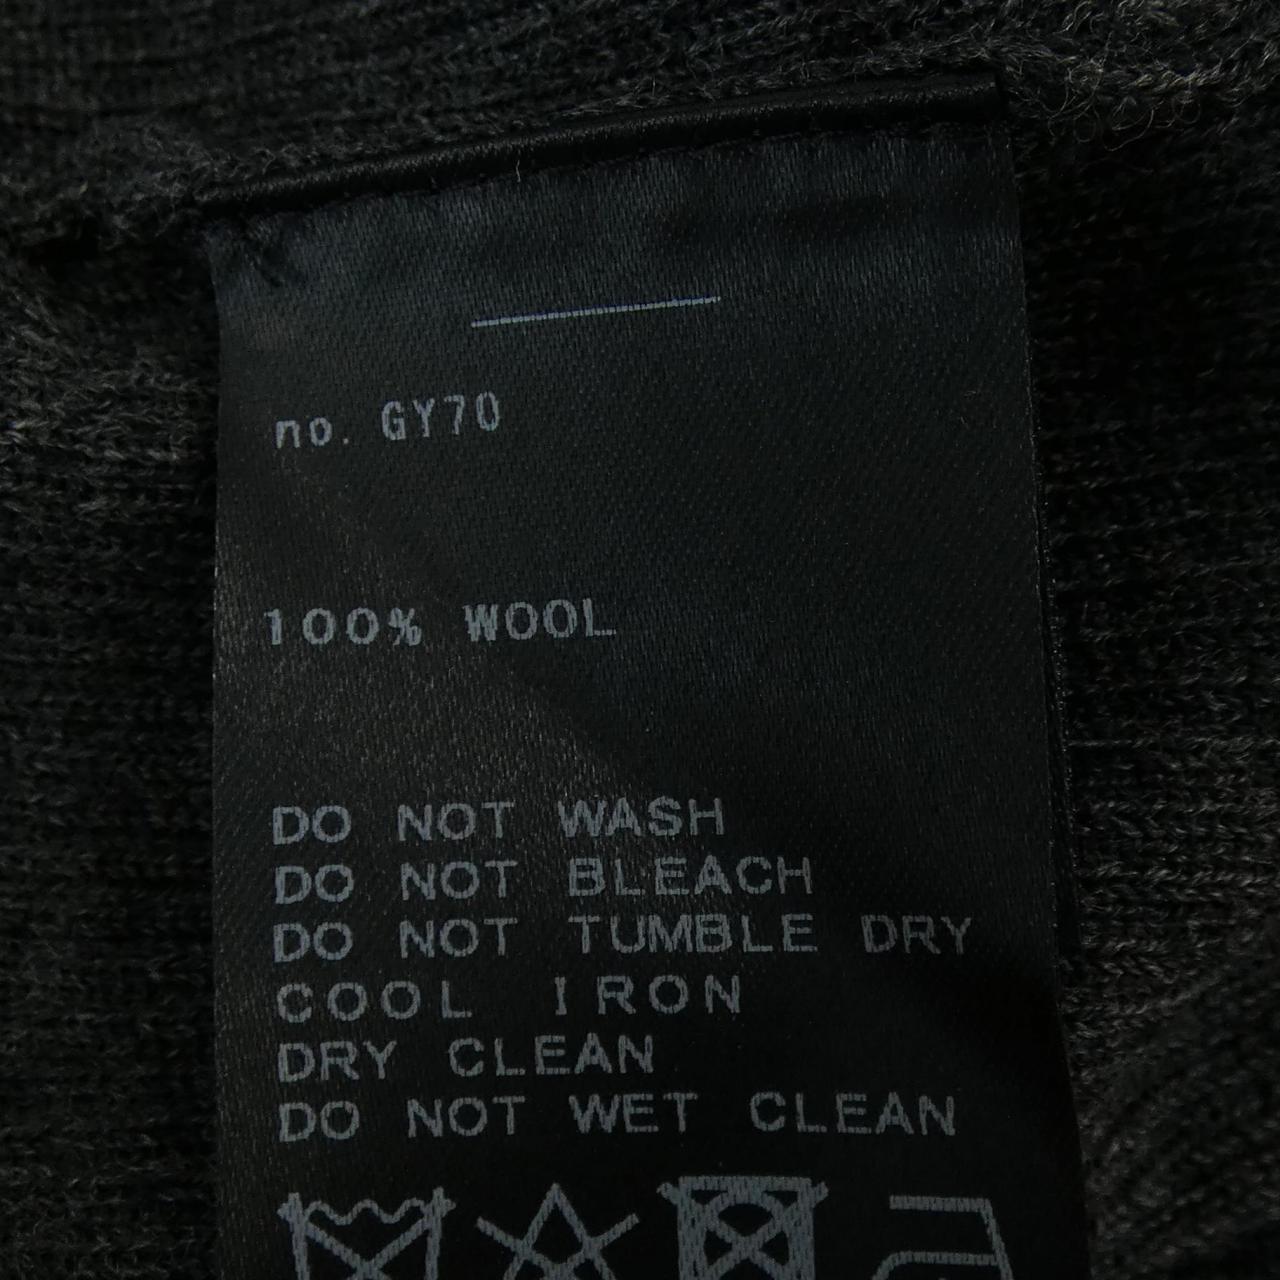 no. GY70
100% WOOL
DO NOT WASH
DO NOT BLEACH
DO NOT TUMBLE DRY
COOL IRON
DRY CLEAN
DO NOT WET CLEAN